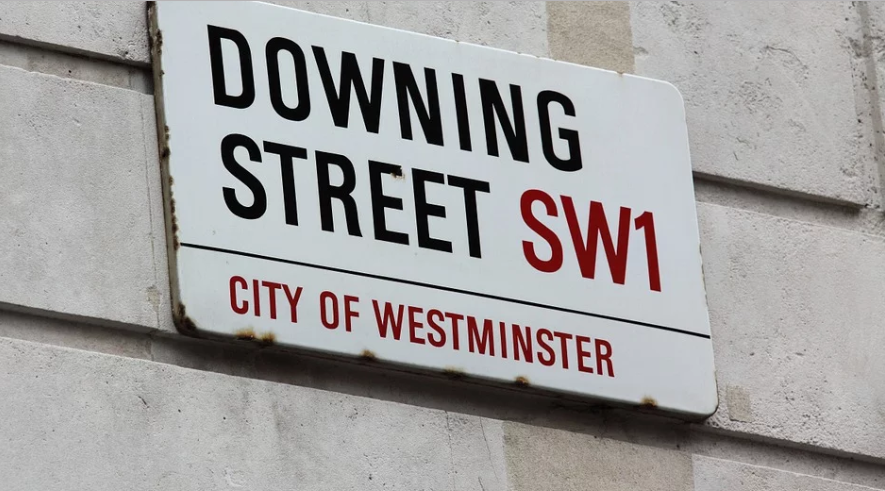 DOWNING
STREET SW1
CITY OF WESTMINSTER